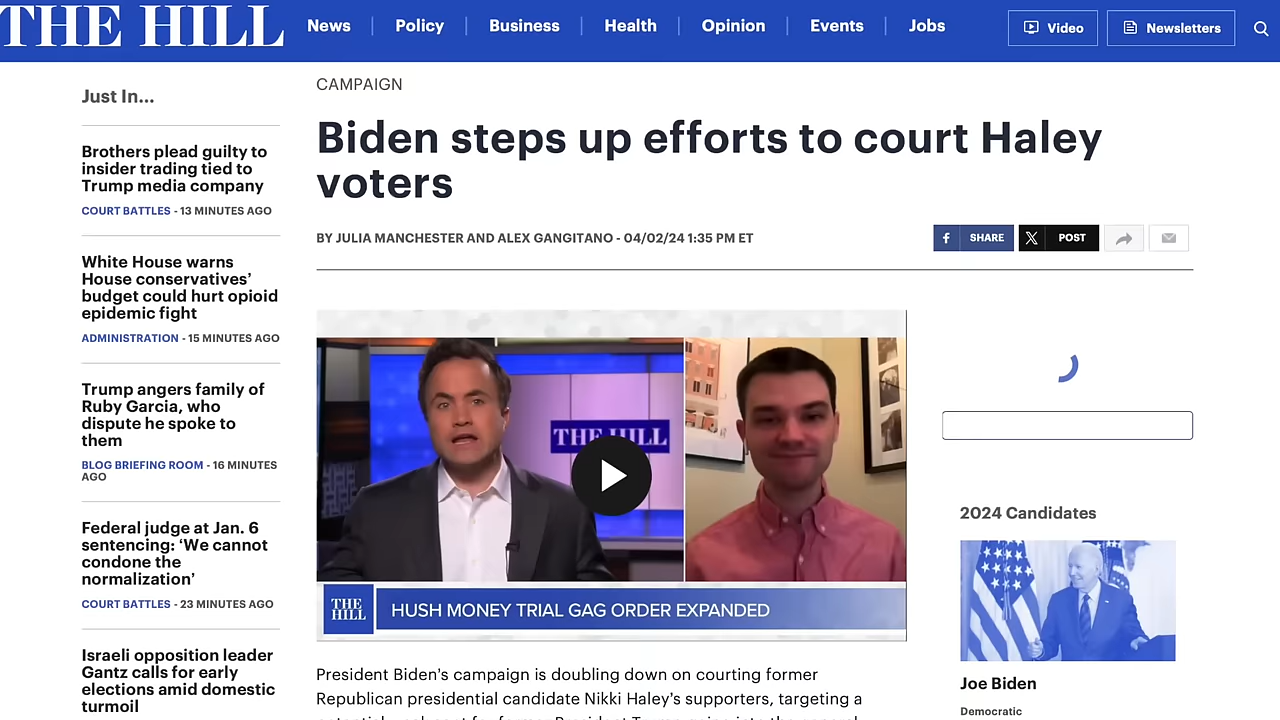 THE HILL
News
Policy
Business
Health
Opinion
Events
Jobs
Video
Newsletters
Just In...
Brothers plead guilty to
insider trading tied to
Trump media company
COURT BATTLES - 13 MINUTES AGO
White House warns
House conservatives’
budget could hurt opioid
epidemic fight
ADMINISTRATION - 15 MINUTES AGO
Trump angers family of
Ruby Garcia, who
dispute he spoke to
them
BLOG BRIEFING ROOM - 16 MINUTES
AGO
Federal judge at Jan. 6
sentencing: ‘We cannot
condone the
normalization’
COURT BATTLES - 23 MINUTES AGO
Israeli opposition leader
Gantz calls for early
elections amid domestic
turmoil
CAMPAIGN
Biden steps up efforts to court Haley
voters
BY JULIA MANCHESTER AND ALEX GANGITANO - 04/02/24 1:35 PM ET
SHARE
POST
THE HILL
THE
HILL
HUSH MONEY TRIAL GAG ORDER EXPANDED
President Biden's campaign is doubling down on courting former
Republican presidential candidate Nikki Haley’s supporters, targeting a
2024 Candidates
Joe Biden
Democratic